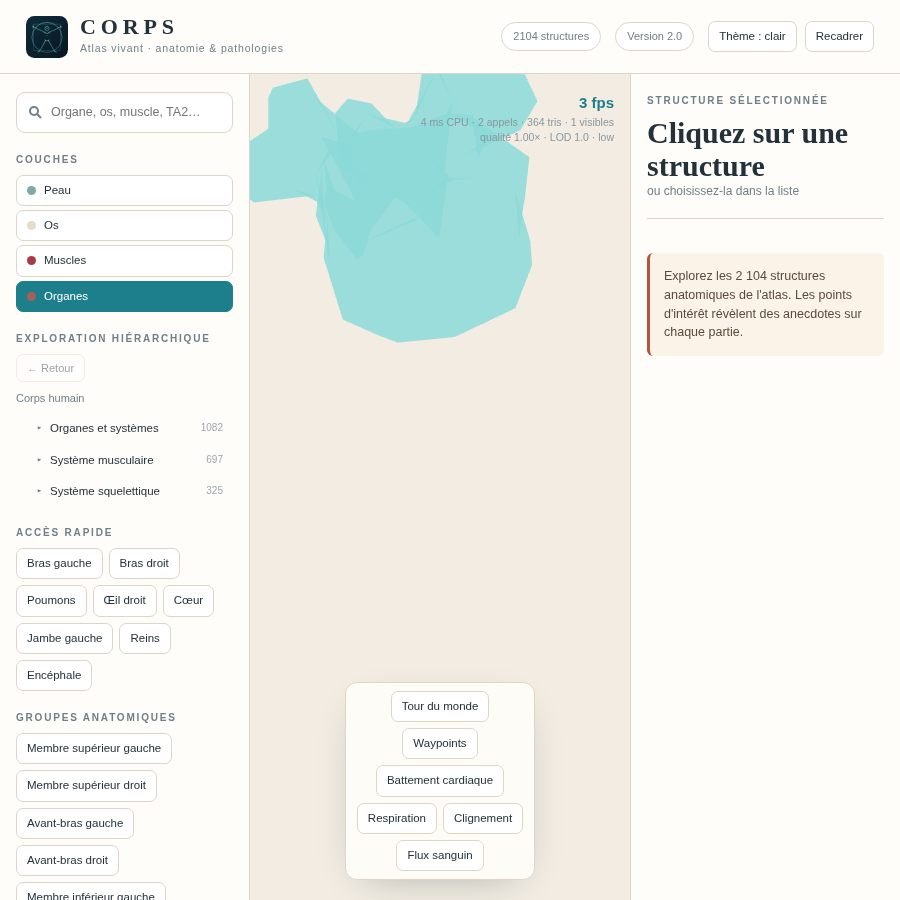 CORPS
Atlas vivant · anatomie & pathologies
2104 structures
Version 2.0
Thème : clair
Recadrer
Organe, os, muscle, TA2…
COUCHES
Peau
Os
Muscles
Organes
EXPLORATION HIÉRARCHIQUE
← Retour
Corps humain
Organes et systèmes 1082
Système musculaire 697
Système squelettique 325
ACCÈS RAPIDE
Bras gauche
Bras droit
Poumons
Œil droit
Cœur
Jambe gauche
Reins
Encéphale
GROUPES ANATOMIQUES
Membre supérieur gauche
Membre supérieur droit
Avant-bras gauche
Avant-bras droit
Membre inférieur gauche
3 fps
4 ms CPU · 2 appels · 364 tris · 1 visibles
qualité 1.00× · LOD 1.0 · low
Tour du monde
Waypoints
Battement cardiaque
Respiration
Clignement
Flux sanguin
STRUCTURE SÉLECTIONNÉE
Cliquez sur une
structure
ou choisissez-la dans la liste
Explorez les 2 104 structures
anatomiques de l'atlas. Les points
d'intérêt révèlent des anecdotes sur
chaque partie.